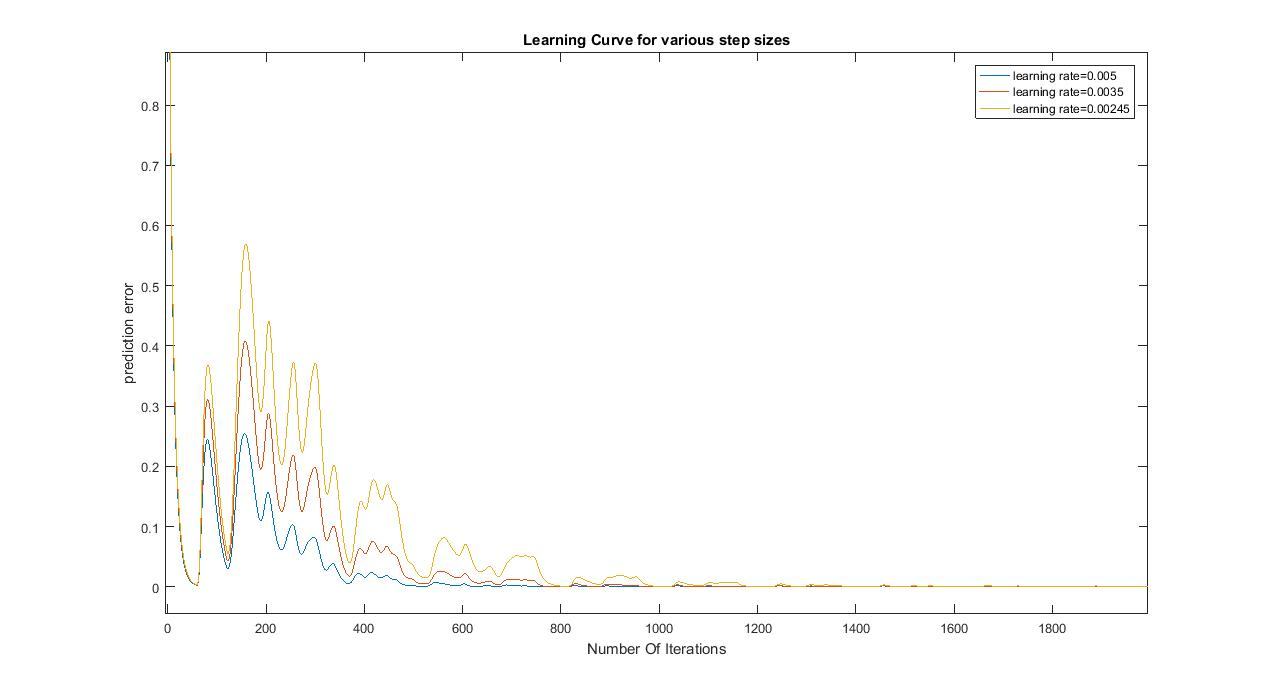 Learning Curve for various step sizes
learning rate=0.005
learning rate=0.0035
learning rate=0.00245
prediction error
0.8
0.7
0.6
0.5
0.4
0.3
0.2
0.1
0
0 200 400 600 800 1000 1200 1400 1600 1800
Number Of Iterations